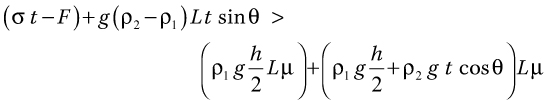 (σ t − F) + g(ρ₂ − ρ₁) L t sin θ >
(ρ₁ g h/2 L μ) + (ρ₁ g h/2 + ρ₂ g t cos θ) L μ